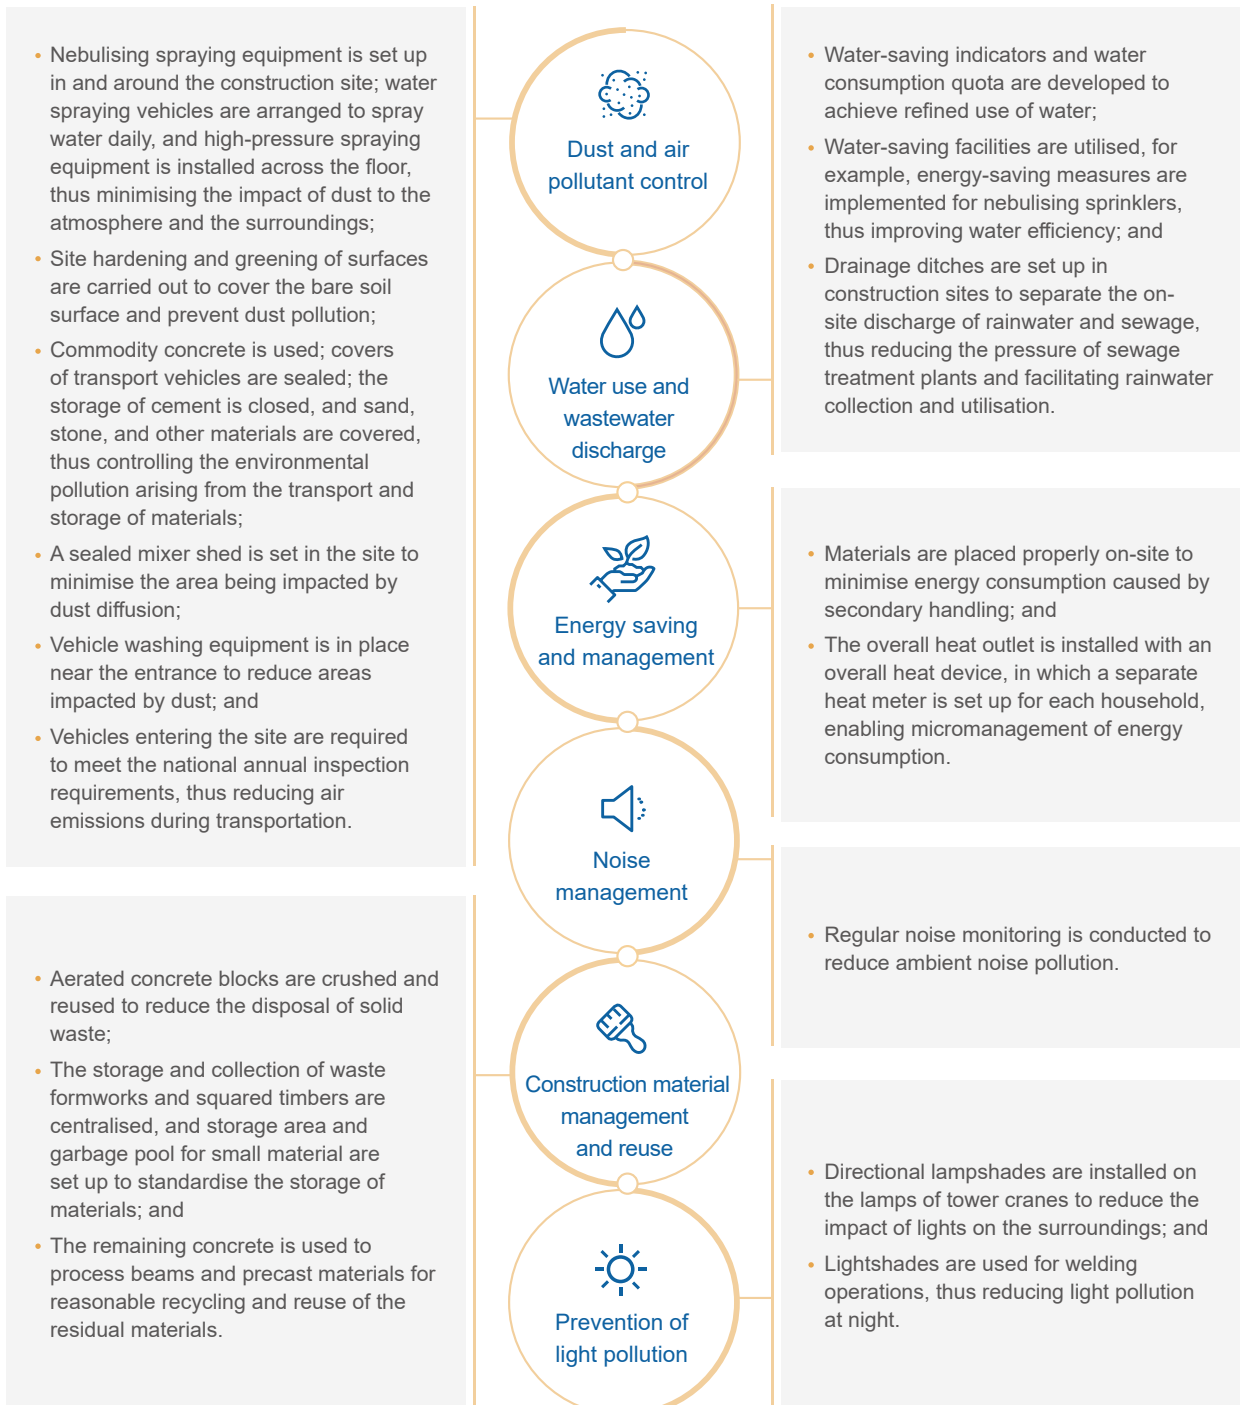 • Nebulising spraying equipment is set up
in and around the construction site; water
spraying vehicles are arranged to spray
water daily, and high-pressure spraying
equipment is installed across the floor,
thus minimising the impact of dust to the
atmosphere and the surroundings;
• Site hardening and greening of surfaces
are carried out to cover the bare soil
surface and prevent dust pollution;
• Commodity concrete is used; covers
of transport vehicles are sealed; the
storage of cement is closed, and sand,
stone, and other materials are covered,
thus controlling the environmental
pollution arising from the transport and
storage of materials;
• A sealed mixer shed is set in the site to
minimise the area being impacted by
dust diffusion;
• Vehicle washing equipment is in place
near the entrance to reduce areas
impacted by dust; and
• Vehicles entering the site are required
to meet the national annual inspection
requirements, thus reducing air
emissions during transportation.
Dust and air
pollutant control
Water use and
wastewater
discharge
• Water-saving indicators and water
consumption quota are developed to
achieve refined use of water;
• Water-saving facilities are utilised, for
example, energy-saving measures are
implemented for nebulising sprinklers,
thus improving water efficiency; and
• Drainage ditches are set up in
construction sites to separate the on-
site discharge of rainwater and sewage,
thus reducing the pressure of sewage
treatment plants and facilitating rainwater
collection and utilisation.
Energy saving
and management
• Materials are placed properly on-site to
minimise energy consumption caused by
secondary handling; and
• The overall heat outlet is installed with an
overall heat device, in which a separate
heat meter is set up for each household,
enabling micromanagement of energy
consumption.
Noise
management
• Regular noise monitoring is conducted to
reduce ambient noise pollution.
• Aerated concrete blocks are crushed and
reused to reduce the disposal of solid
waste;
• The storage and collection of waste
formworks and squared timbers are
centralised, and storage area and
garbage pool for small material are
set up to standardise the storage of
materials; and
• The remaining concrete is used to
process beams and precast materials for
reasonable recycling and reuse of the
residual materials.
Construction material
management
and reuse
Prevention of
light pollution
• Directional lampshades are installed on
the lamps of tower cranes to reduce the
impact of lights on the surroundings; and
• Lightshades are used for welding
operations, thus reducing light pollution
at night.